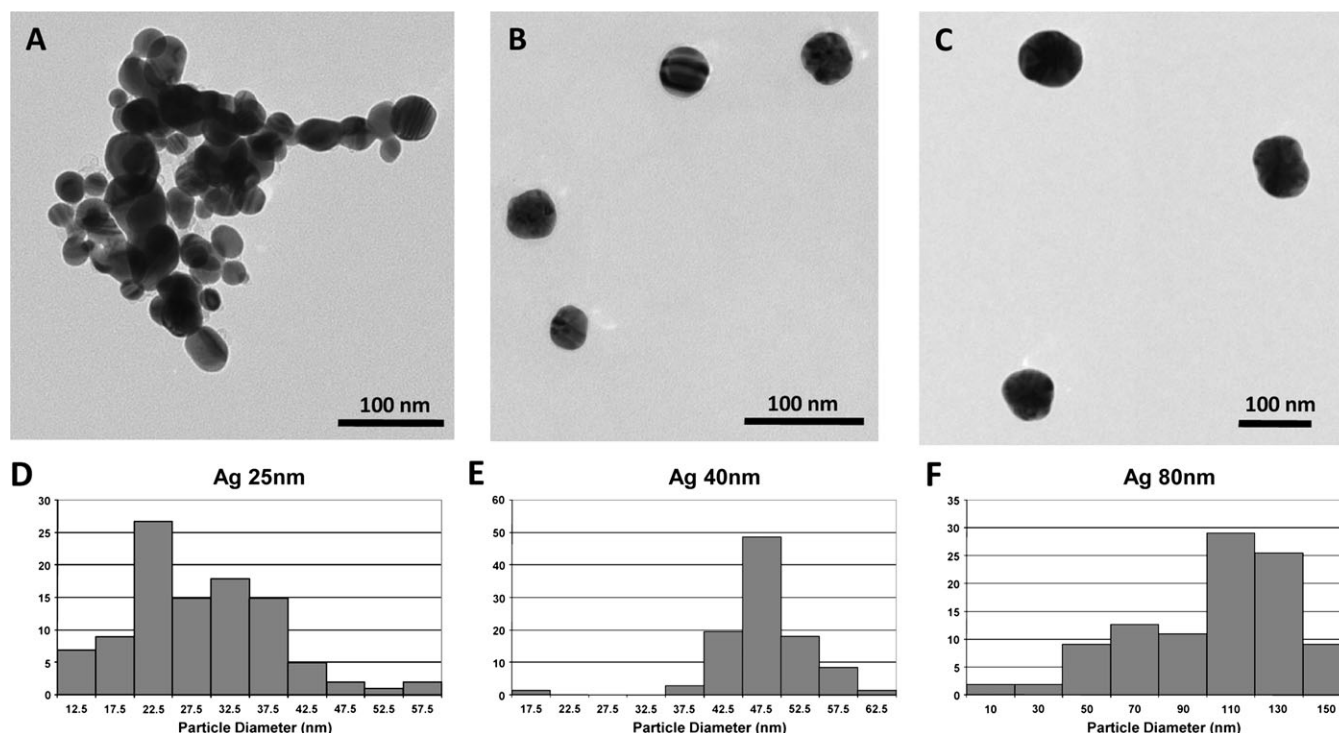 A
B
C
100 nm
100 nm
100 nm
D
Ag 25nm
E
Ag 40nm
F
Ag 80nm
30
25
20
15
10
5
0
12.5 17.5 22.5 27.5 32.5 37.5 42.5 47.5 52.5 57.5
Particle Diameter (nm)
60
50
40
30
20
10
0
17.5 22.5 27.5 32.5 37.5 42.5 47.5 52.5 57.5 62.5
Particle Diameter (nm)
35
30
25
20
15
10
5
0
10 30 50 70 90 110 130 150
Particle Diameter (nm)